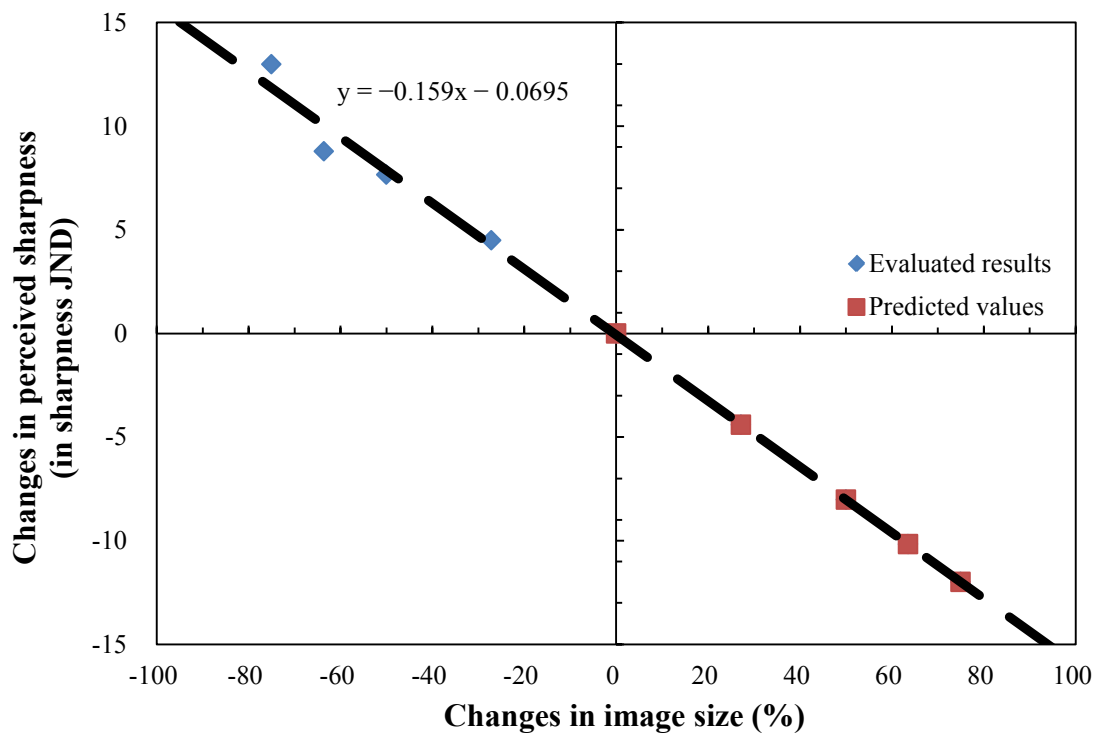 15
10
5
0
-5
-10
-15
y = −0.159x − 0.0695
Evaluated results
Predicted values
-100 -80 -60 -40 -20 0 20 40 60 80 100
Changes in image size (%)
Changes in perceived sharpness
(in sharpness JND)